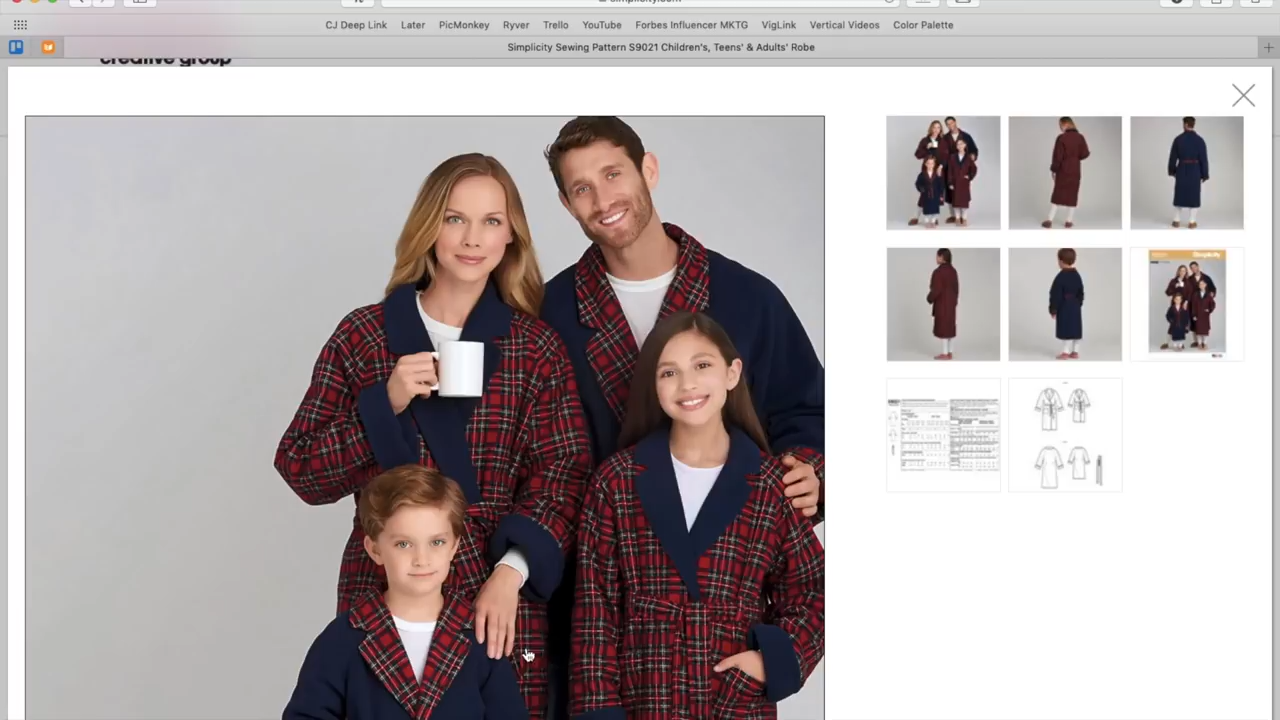 CJ Deep Link Later PicMonkey Ryver Trello YouTube Forbes Influencer MKTG VigLink Vertical Videos Color Palette
Simplicity Sewing Pattern S9021 Children's, Teens' & Adults' Robe
creative group
Simplicity